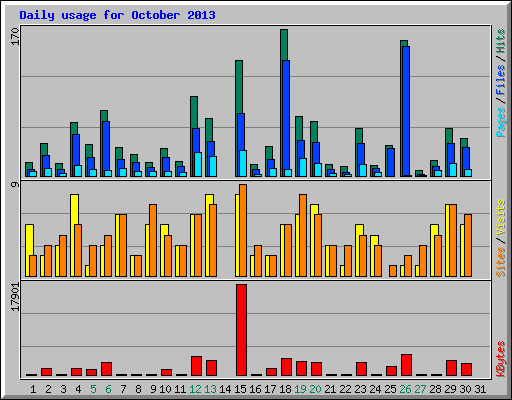 Daily usage for October 2013
170
Pages / Files / Hits
9
Sites / Visits
17901
KBytes
1 2 3 4 5 6 7 8 9 10 11 12 13 14 15 16 17 18 19 20 21 22 23 24 25 26 27 28 29 30 31